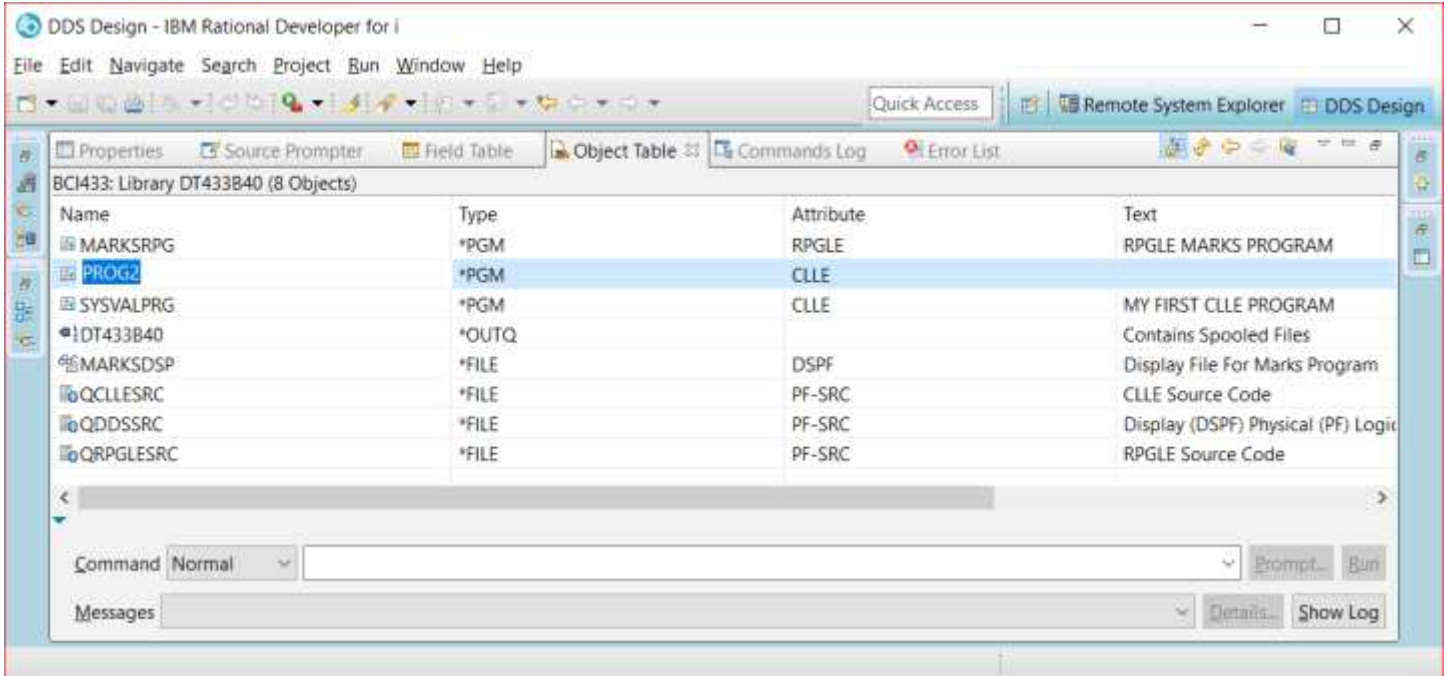 DDS Design - IBM Rational Developer for i
File Edit Navigate Search Project Run Window Help
Quick Access Remote System Explorer DDS Design
Properties Source Prompter Field Table Object Table Commands Log Error List
BCI433: Library DT433B40 (8 Objects)
Name Type Attribute Text
MARKSRPG *PGM RPGLE RPGLE MARKS PROGRAM
PROG2 *PGM CLLE
SYSVALPRG *PGM CLLE MY FIRST CLLE PROGRAM
DT433B40 *OUTQ Contains Spooled Files
MARKSDSP *FILE DSPF Display File For Marks Program
QCLLESRC *FILE PF-SRC CLLE Source Code
QDDSSRC *FILE PF-SRC Display (DSPF) Physical (PF) Logic
QRPGLESRC *FILE PF-SRC RPGLE Source Code
Command Normal Prompt... Run
Messages Details... Show Log